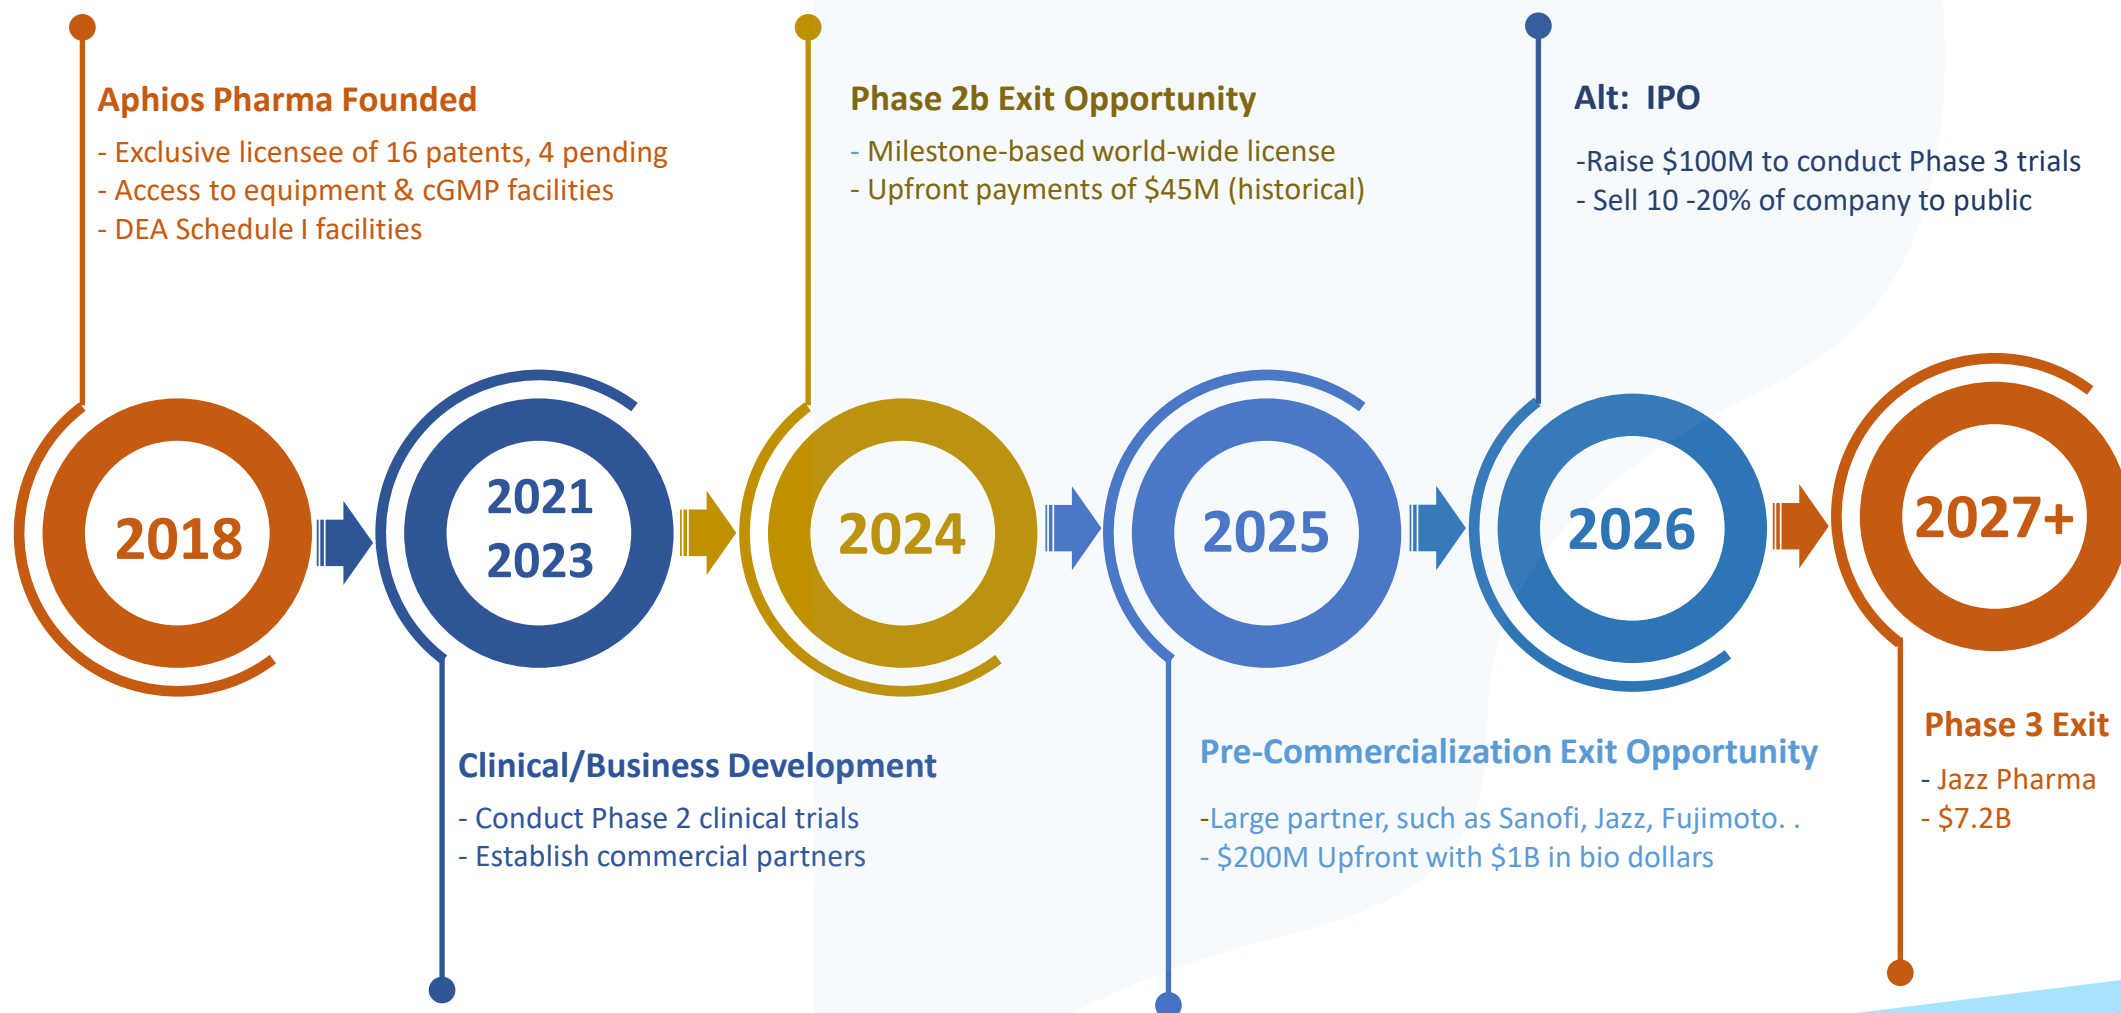 Aphios Pharma Founded
- Exclusive licensee of 16 patents, 4 pending
- Access to equipment & cGMP facilities
- DEA Schedule I facilities
Phase 2b Exit Opportunity
- Milestone-based world-wide license
- Upfront payments of $45M (historical)
Alt:  IPO
-Raise $100M to conduct Phase 3 trials
- Sell 10 -20% of company to public
2018
2021
2023
2024
2025
2026
2027+
Clinical/Business Development
- Conduct Phase 2 clinical trials
- Establish commercial partners
Pre-Commercialization Exit Opportunity
-Large partner, such as Sanofi, Jazz, Fujimoto. .
- $200M Upfront with $1B in bio dollars
Phase 3 Exit
- Jazz Pharma
- $7.2B